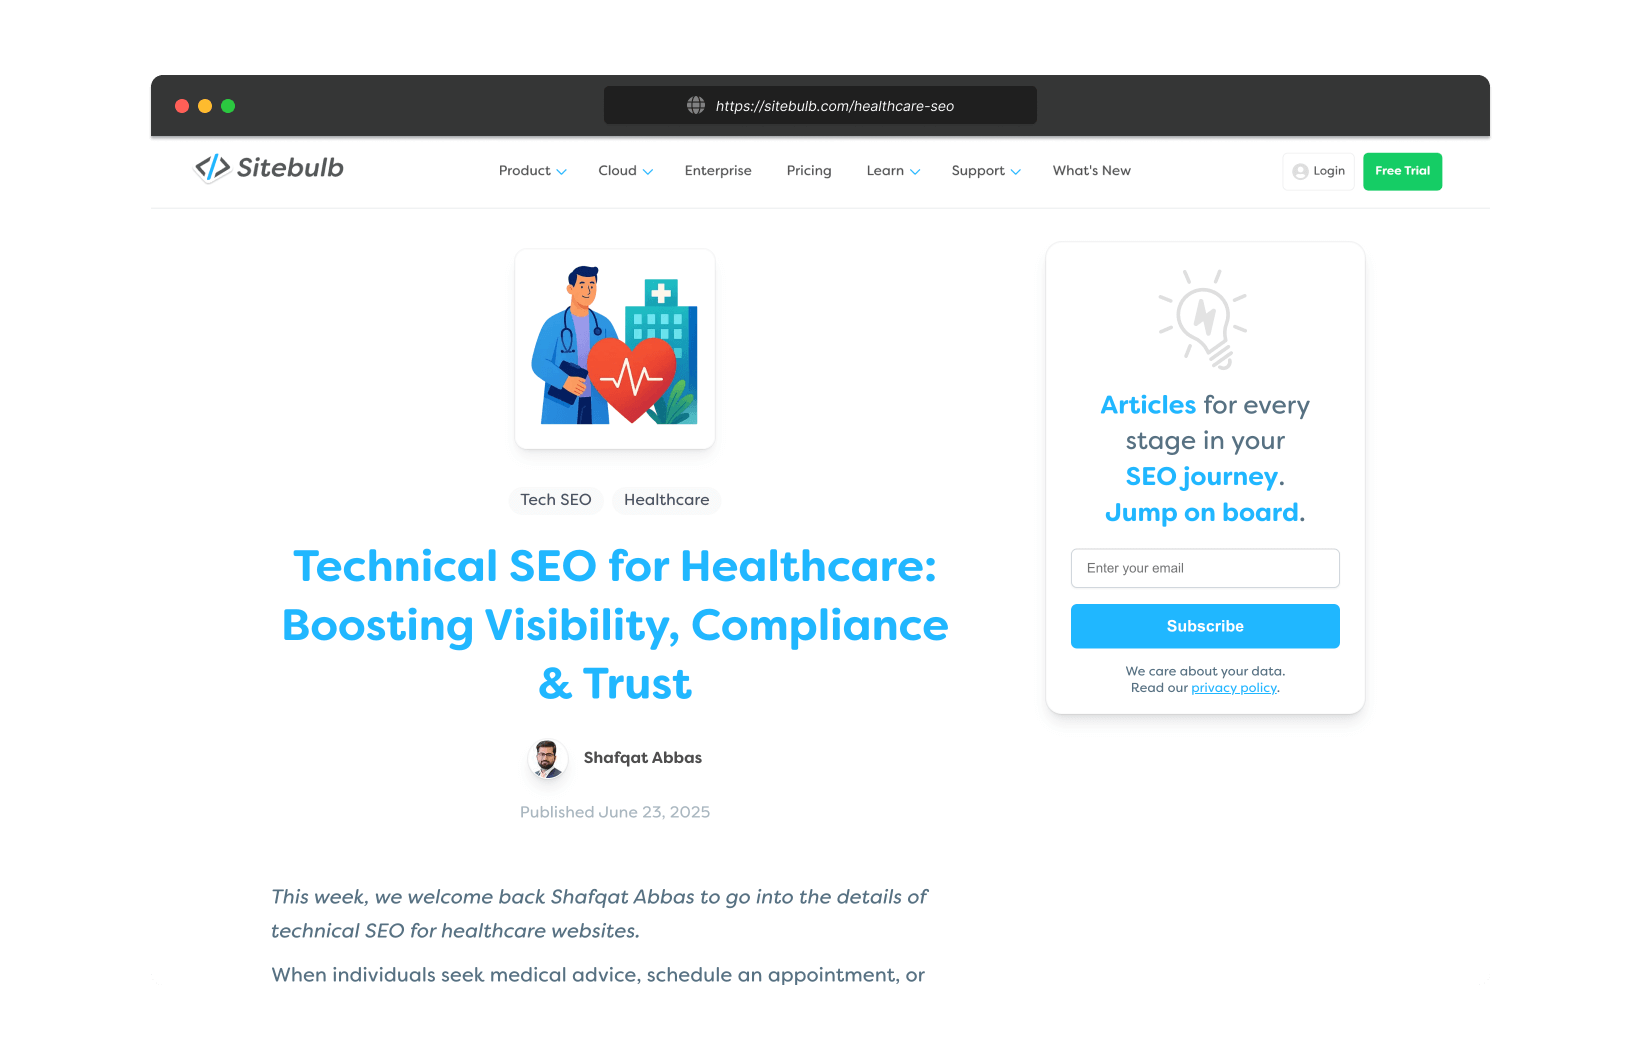 https://sitebulb.com/healthcare-seo
Sitebulb
Product Cloud Enterprise Pricing Learn Support What's New
Login
Free Trial
Tech SEO Healthcare
Technical SEO for Healthcare:
Boosting Visibility, Compliance
& Trust
Shafqat Abbas
Published June 23, 2025
This week, we welcome back Shafqat Abbas to go into the details of
technical SEO for healthcare websites.
When individuals seek medical advice, schedule an appointment, or
Articles for every
stage in your
SEO journey.
Jump on board.
Enter your email
Subscribe
We care about your data.
Read our privacy policy.